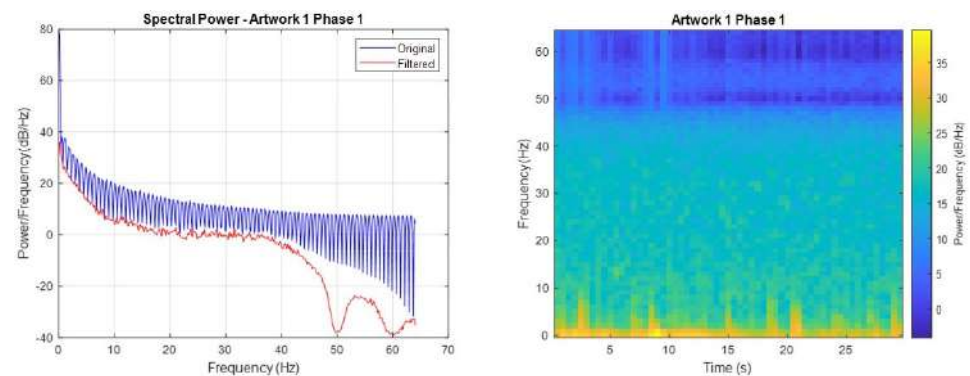 Spectral Power - Artwork 1 Phase 1
80
60
40
20
0
-20
-40
Power/Frequency (dB/Hz)
Original
Filtered
0 10 20 30 40 50 60 70
Frequency (Hz)
Artwork 1 Phase 1
60
50
40
30
20
10
0
Frequency (Hz)
5 10 15 20 25
Time (s)
35
30
25
20
15
10
5
0
Power/Frequency (dB/Hz)